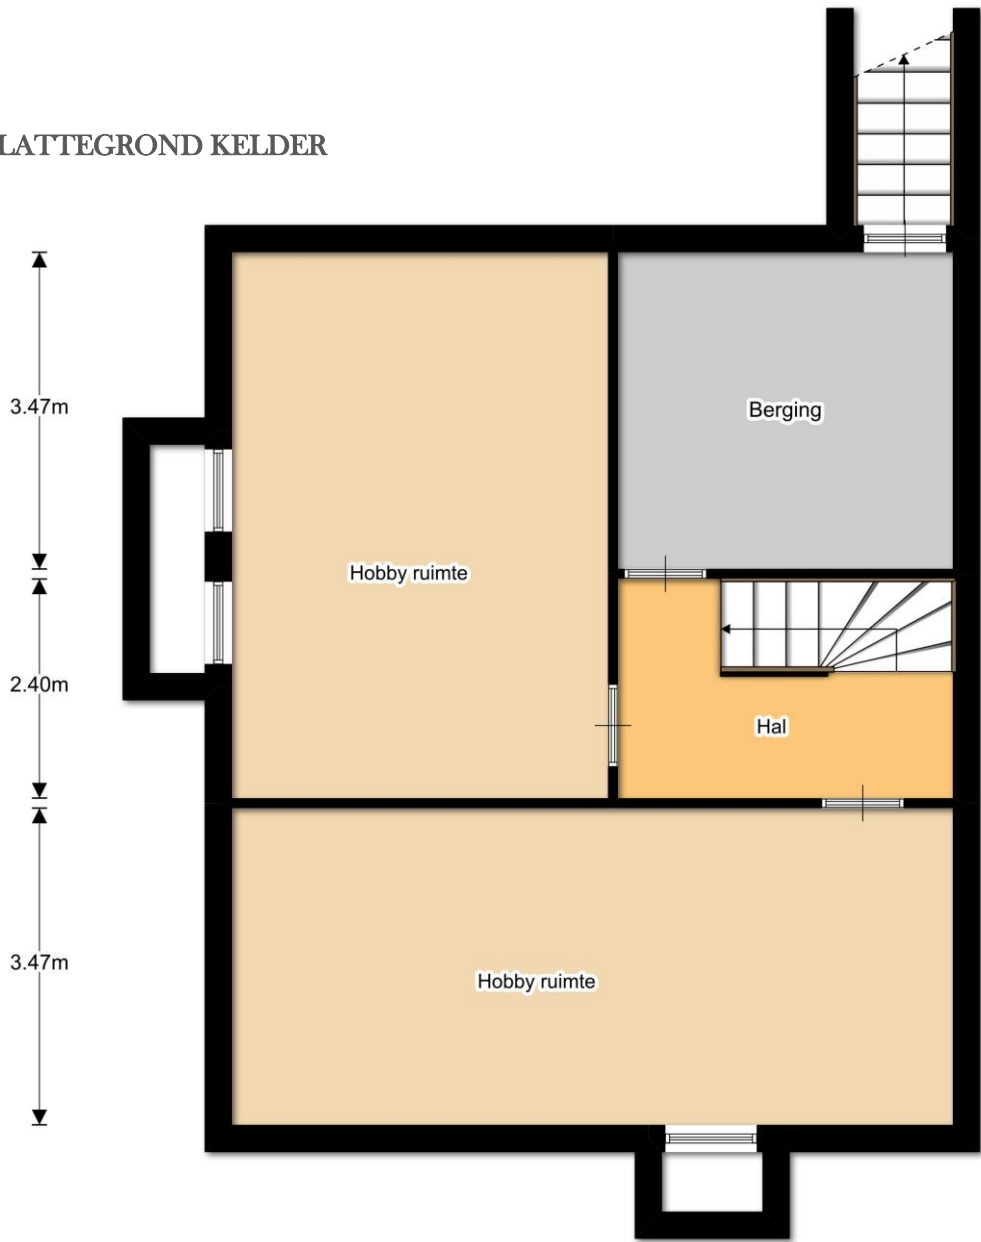 LATTEGROND KELDER
3.47m
Berging
Hobby ruimte
2.40m
Hal
3.47m
Hobby ruimte